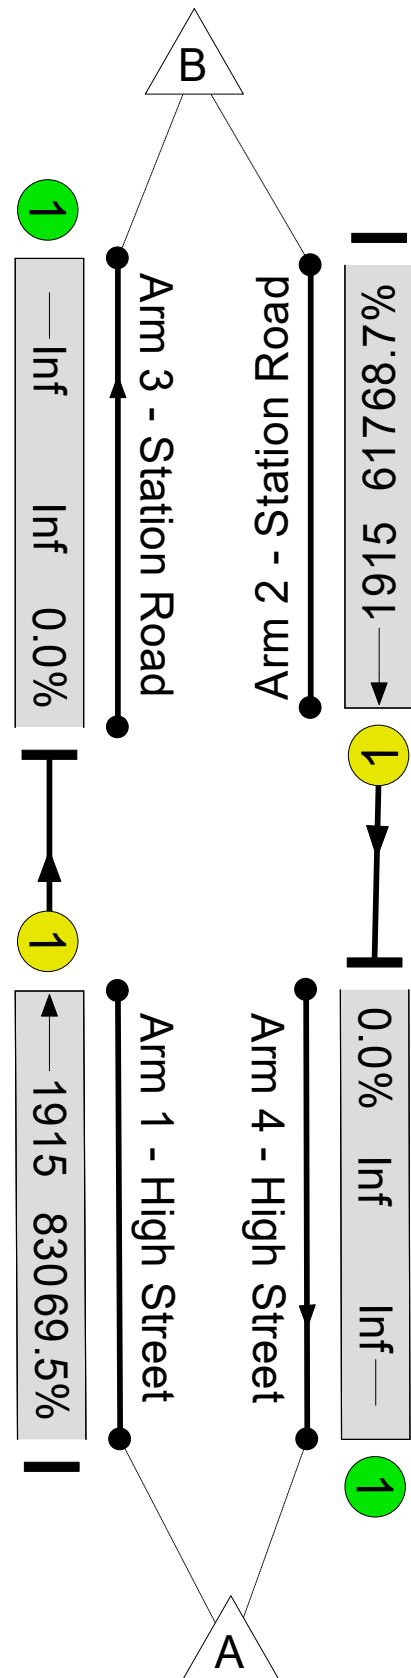 B
1
Inf Inf 0.0%
Arm 3 - Station Road
Arm 2 - Station Road
1915 61768.7%
1
1
1915 83069.5%
Arm 1 - High Street
Arm 4 - High Street
0.0% Inf Inf
1
A